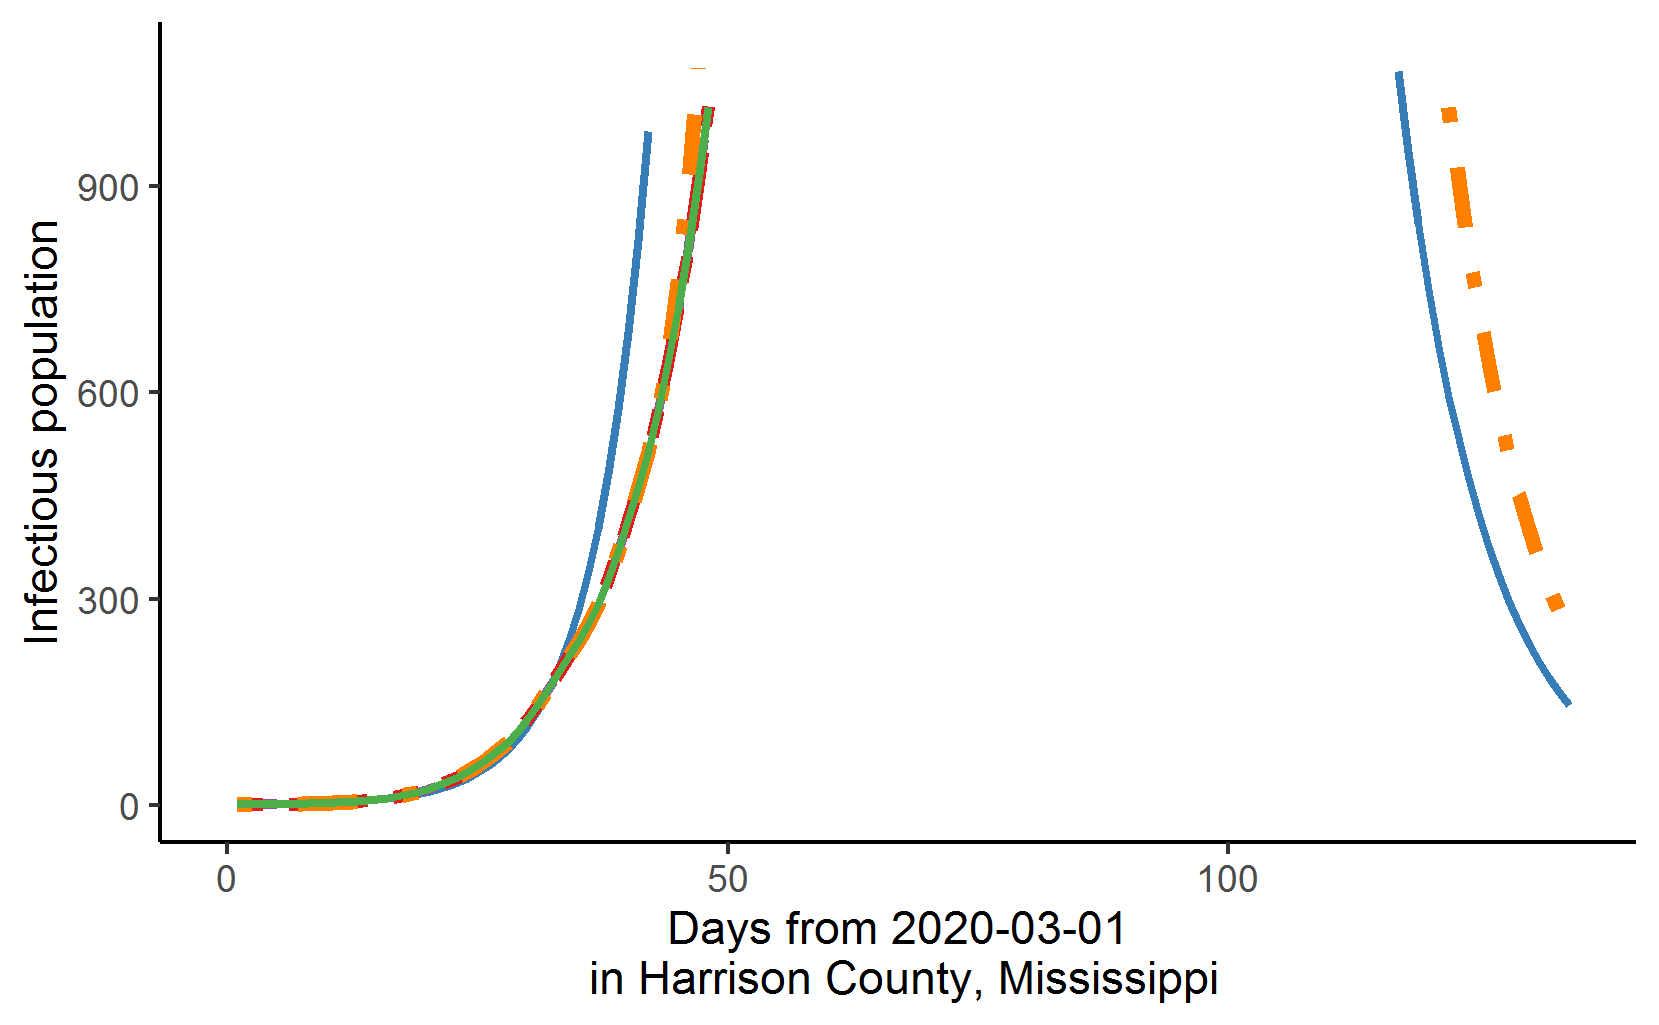 Infectious population
900
600
300
0
0 50 100
Days from 2020-03-01
in Harrison County, Mississippi